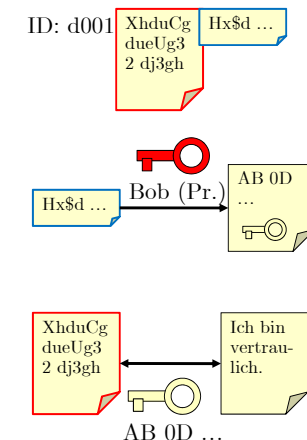 ID: d001
XhduCg
dueUg3
2 dj3gh
Hx$d ...
Bob (Pr.)
Hx$d ...
AB 0D
...
XhduCg
dueUg3
2 dj3gh
Ich bin
vertrau-
lich.
AB 0D ...